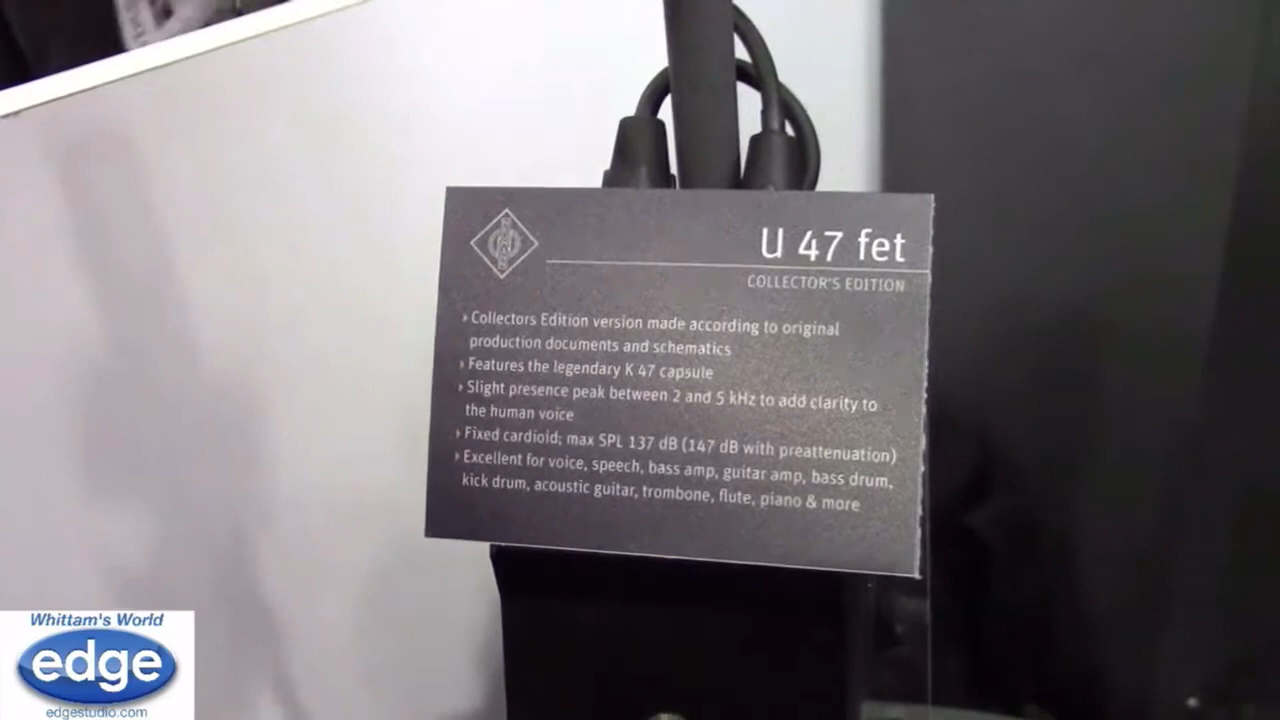 NEUMANN
U 47 fet
COLLECTOR'S EDITION
Collectors Edition version made according to original
production documents and schematics
Features the legendary K 47 capsule
Slight presence peak between 2 and 5 kHz to add clarity to
the human voice
Fixed cardioid; max SPL 137 dB (147 dB with preattenuation)
Excellent for voice, speech, bass amp, guitar amp, bass drum,
kick drum, acoustic guitar, trombone, flute, piano & more
Whittam's World
edge
edgestudio.com